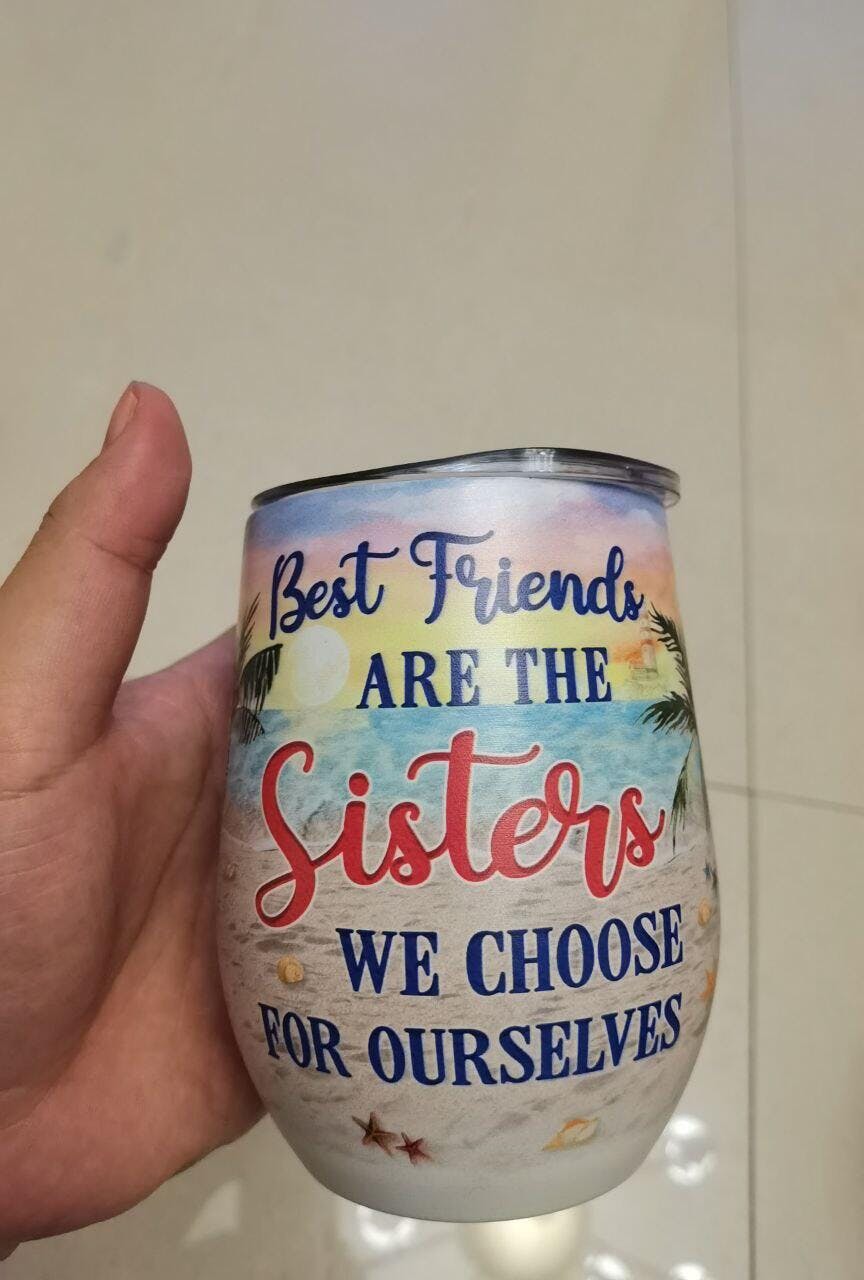 Best Friends
ARE THE
Sisters
WE CHOOSE
FOR OURSELVES